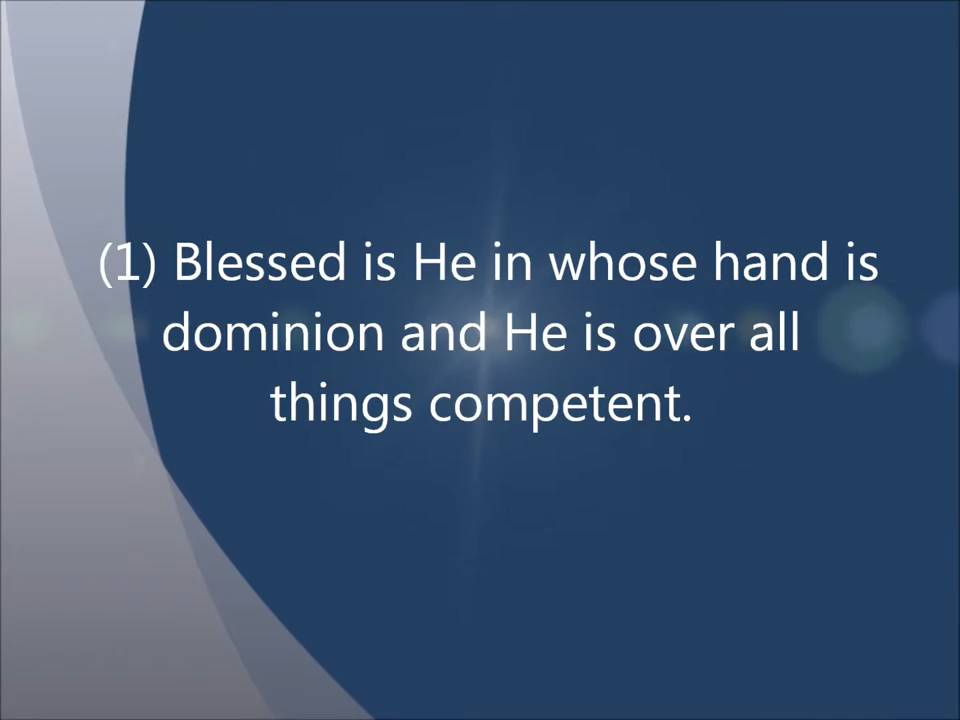 (1) Blessed is He in whose hand is
dominion and He is over all
things competent.